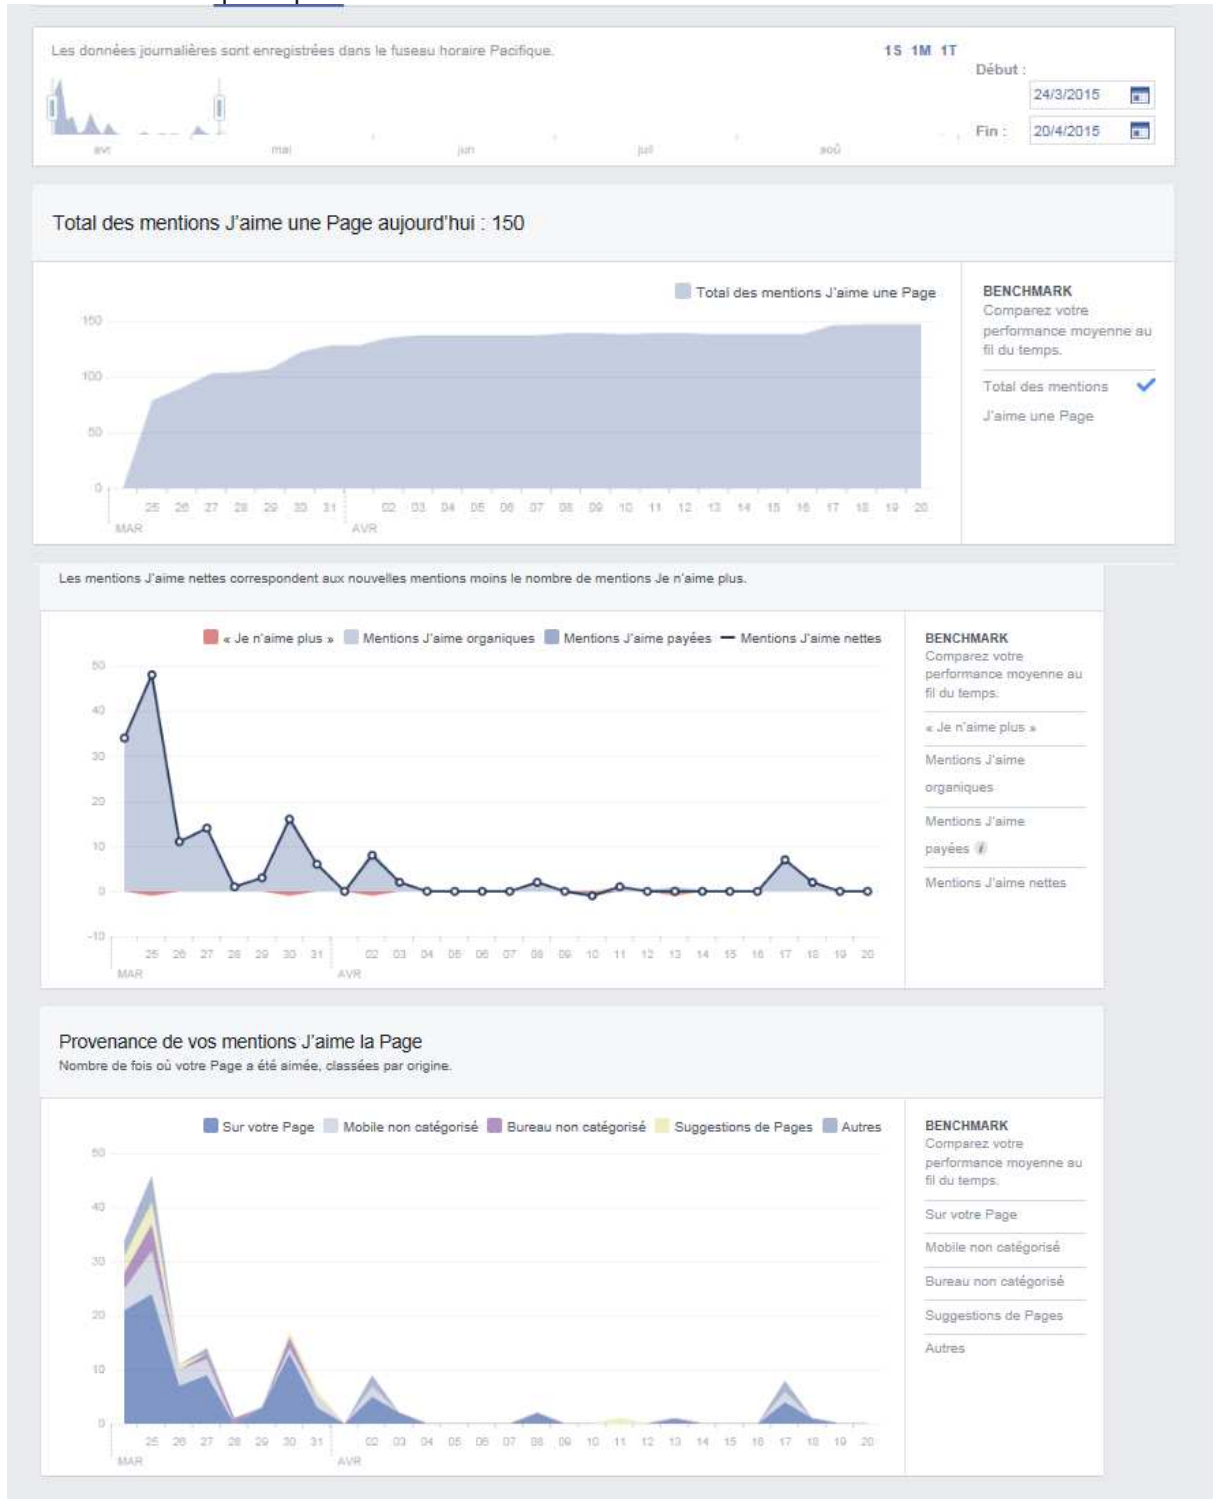 Les données journalières sont enregistrées dans le fuseau horaire Pacifique.
1S 1M 1T
Début :
24/3/2015
Fin :
20/4/2015
avr mai jun juil aoû
Total des mentions J'aime une Page aujourd'hui : 150
Total des mentions J'aime une Page
BENCHMARK
Comparez votre
performance moyenne au
fil du temps.
Total des mentions
J'aime une Page
150
100
50
0
25 26 27 28 29 30 31 02 03 04 05 06 07 08 09 10 11 12 13 14 15 16 17 18 19 20
MAR AVR
Les mentions J'aime nettes correspondent aux nouvelles mentions moins le nombre de mentions Je n'aime plus.
« Je n'aime plus » Mentions J'aime organiques Mentions J'aime payées Mentions J'aime nettes
BENCHMARK
Comparez votre
performance moyenne au
fil du temps.
« Je n'aime plus »
Mentions J'aime
organiques
Mentions J'aime
payées i
Mentions J'aime nettes
50
40
30
20
10
0
-10
25 26 27 28 29 30 31 02 03 04 05 06 07 08 09 10 11 12 13 14 15 16 17 18 19 20
MAR AVR
Provenance de vos mentions J'aime la Page
Nombre de fois où votre Page a été aimée, classées par origine.
Sur votre Page Mobile non catégorisé Bureau non catégorisé Suggestions de Pages Autres
BENCHMARK
Comparez votre
performance moyenne au
fil du temps.
Sur votre Page
Mobile non catégorisé
Bureau non catégorisé
Suggestions de Pages
Autres
50
40
30
20
10
0
25 26 27 28 29 30 31 02 03 04 05 06 07 08 09 10 11 12 13 14 15 16 17 18 19 20
MAR AVR